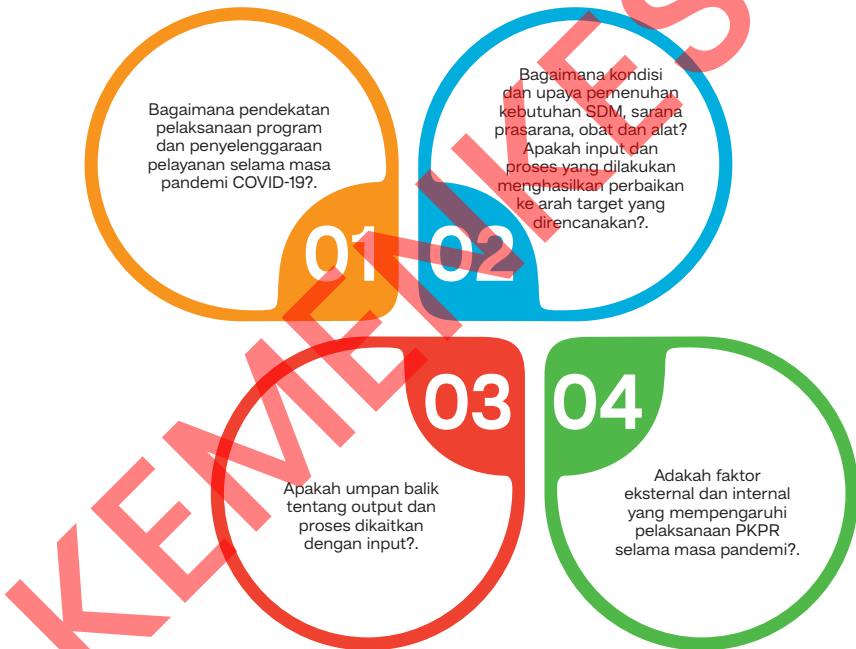 Bagaimana pendekatan
pelaksanaan program
dan penyelenggaraan
pelayanan selama masa
pandemi COVID-19?.
01
Bagaimana kondisi
dan upaya pemenuhan
kebutuhan SDM, sarana
prasarana, obat dan alat?
Apakah input dan
proses yang dilakukan
menghasilkan perbaikan
ke arah target yang
direncanakan?.
02
03
Apakah umpan balik
tentang output dan
proses dikaitkan
dengan input?.
04
Adakah faktor
eksternal dan internal
yang mempengaruhi
pelaksanaan PKPR
selama masa pandemi?.
KEMENKES